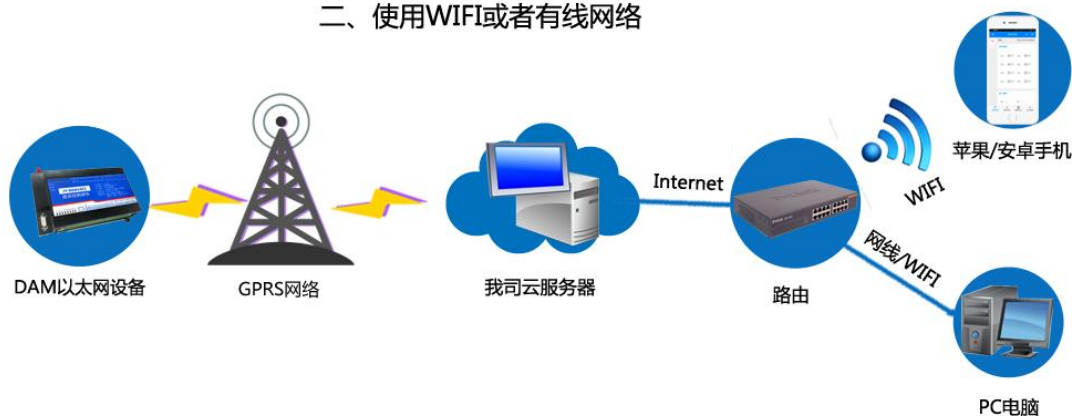 二、使用WIFI或者有线网络
苹果/安卓手机
Internet
WIFI
网线/WIFI
DAM以太网设备
GPRS网络
我司云服务器
路由
PC电脑